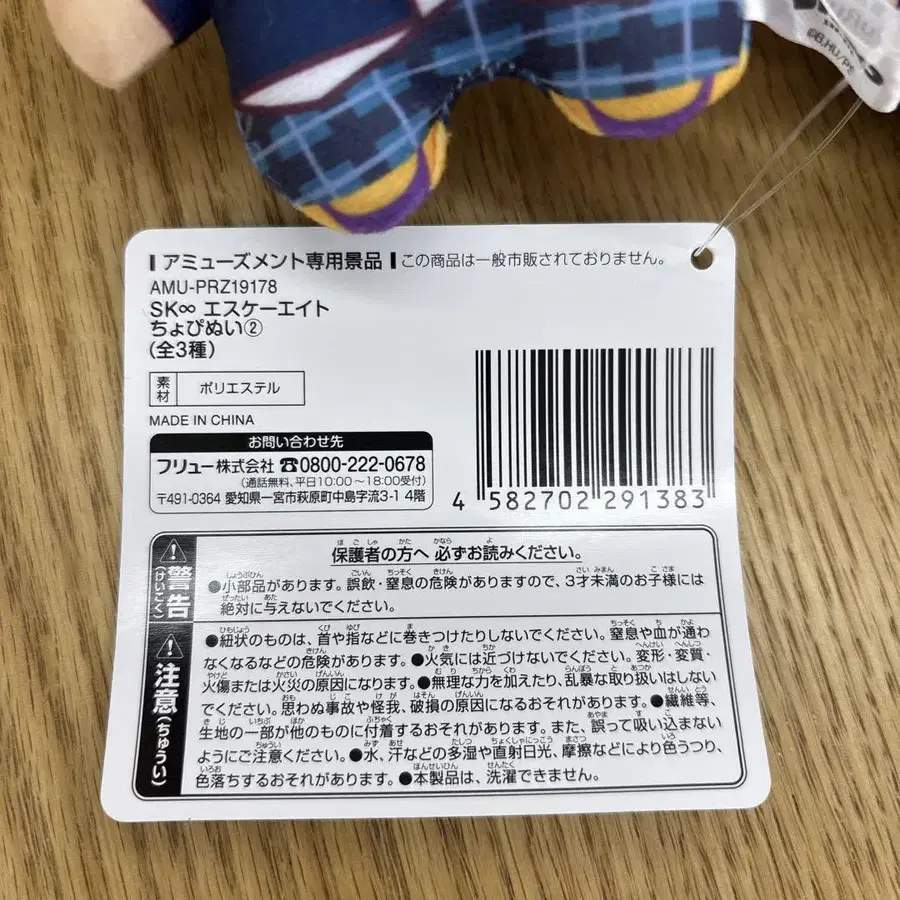 ©B,HU/PS
アミューズメント専用景品 この商品は一般市販されておりません。
AMU-PRZ19178
SK∞ エスケーエイト
ちょぴぬい②
(全3種)
素材 ポリエステル
MADE IN CHINA
お問い合わせ先
フリュー株式会社 ☎0800-222-0678
(通話無料、平日10:00~18:00受付)
〒491-0364 愛知県一宮市萩原町中島字流3-1 4階
4 582702 291383
⚠警告(けいこく)
保護者の方へ 必ずお読みください。
●小部品があります。誤飲・窒息の危険がありますので、3才未満のお子様には
絶対に与えないでください。
⚠注意(ちゅうい)
●紐状のものは、首や指などに巻きつけたりしないでください。窒息や血が通わ
なくなるなどの危険があります。●火気には近づけないでください。変形・変質・
火傷または火災の原因になります。●無理な力を加えたり、乱暴な取り扱いはしない
でください。思わぬ事故や怪我、破損の原因になるおそれがあります。●繊維等、
生地の一部が他のものに付着するおそれがあります。また、誤って吸い込まない
ようにご注意ください。●水、汗などの多湿や直射日光、摩擦などにより色うつり、
色落ちするおそれがあります。●本製品は、洗濯できません。